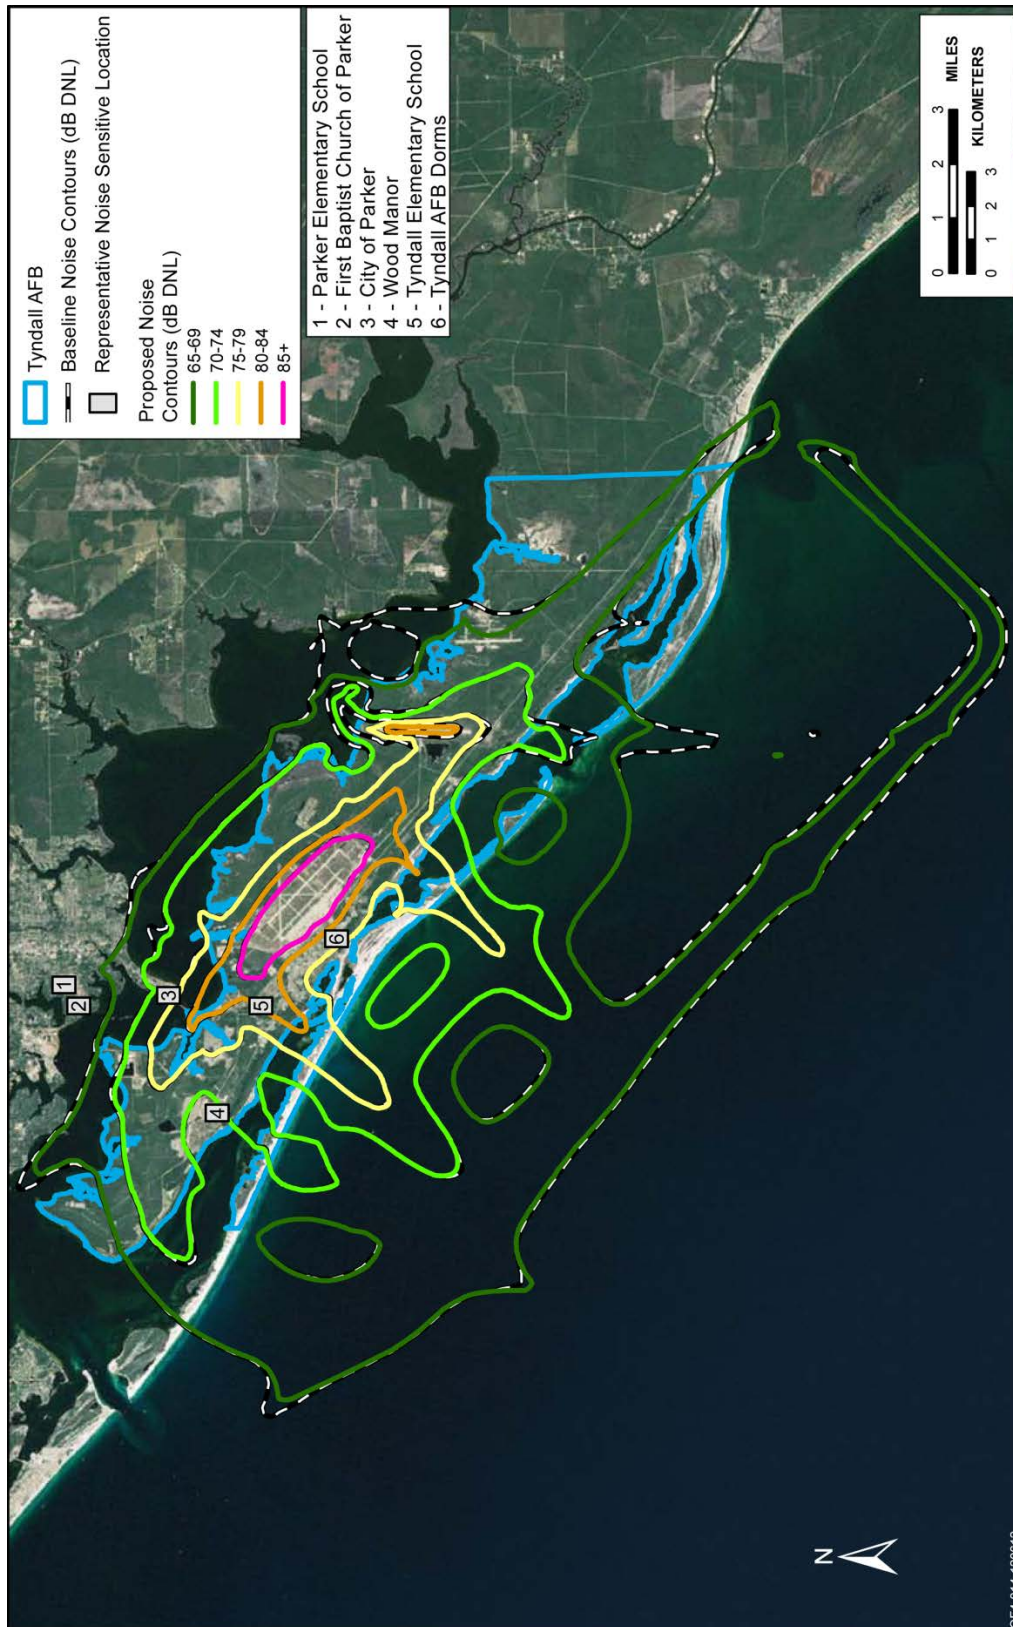 Tyndall AFB
Baseline Noise Contours (dB DNL)
Representative Noise Sensitive Location
Proposed Noise
Contours (dB DNL)
65-69
70-74
75-79
80-84
85+
1 - Parker Elementary School
2 - First Baptist Church of Parker
3 - City of Parker
4 - Wood Manor
5 - Tyndall Elementary School
6 - Tyndall AFB Dorms
1
2
3
4
5
6
N
0 1 2 3
MILES
KILOMETERS
0 1 2 3